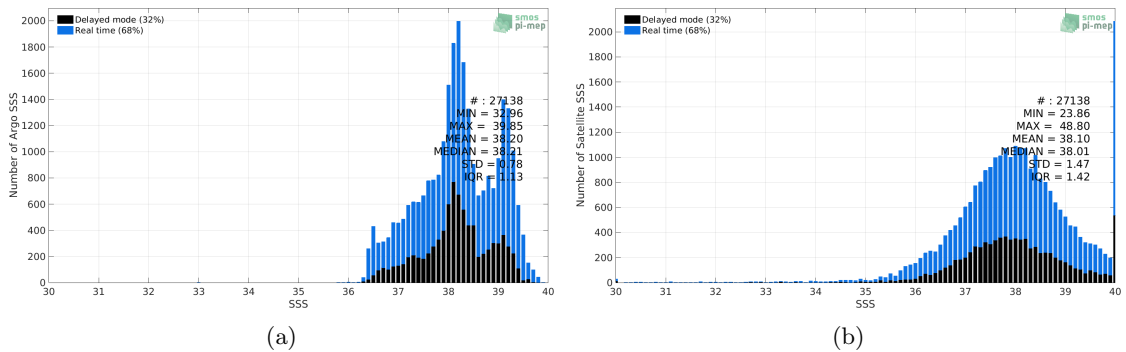 Delayed mode (32%)
Real time (68%)
smos
pi-mep
# : 27138
MIN = 32.96
MAX = 39.85
MEAN = 38.20
MEDIAN = 38.21
STD = 0.78
IQR = 1.13
Number of Argo SSS
2000
1800
1600
1400
1200
1000
800
600
400
200
0
30 31 32 33 34 35 36 37 38 39 40
SSS
(a)
Delayed mode (32%)
Real time (68%)
smos
pi-mep
# : 27138
MIN = 23.86
MAX = 48.80
MEAN = 38.10
MEDIAN = 38.01
STD = 1.47
IQR = 1.42
Number of Satellite SSS
2000
1800
1600
1400
1200
1000
800
600
400
200
0
30 31 32 33 34 35 36 37 38 39 40
SSS
(b)